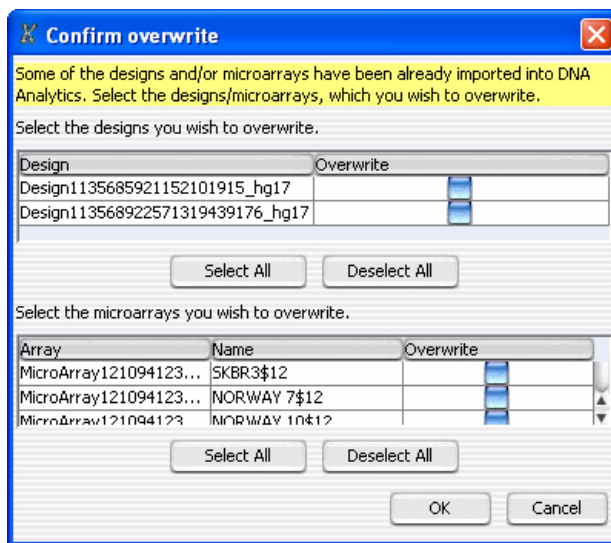 Confirm overwrite
Some of the designs and/or microarrays have been already imported into DNA
Analytics. Select the designs/microarrays, which you wish to overwrite.
Select the designs you wish to overwrite.
Design Overwrite
Design1135685921152101915_hg17
Design113568922571319439176_hg17
Select All Deselect All
Select the microarrays you wish to overwrite.
Array Name Overwrite
MicroArray121094123... SKBR3$12
MicroArray121094123... NORWAY 7$12
MicroArray121094123... NORWAY 10$12
Select All Deselect All
OK Cancel